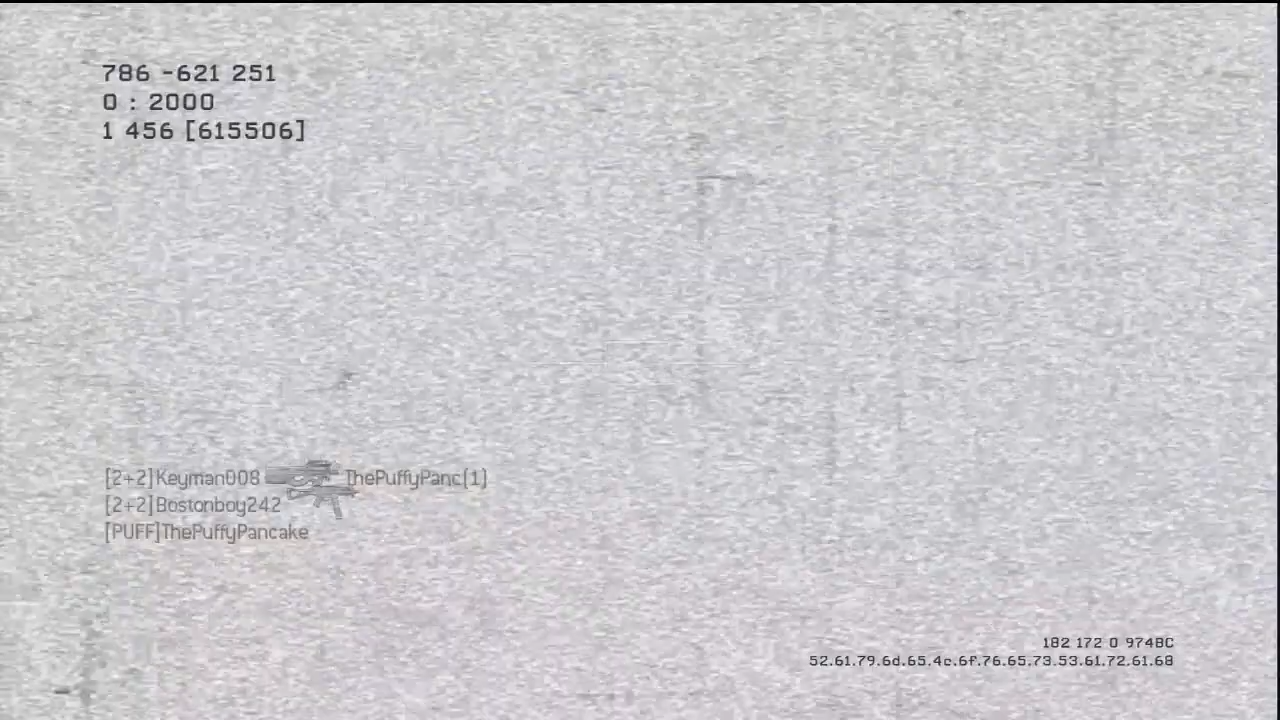 786 -621 251
0 : 2000
1 456 [615506]
[2+2]Keyman008 ThePuffyPanc(1)
[2+2]Bostonboy242
[PUFF]ThePuffyPancake
182 172 0 974BC
52.61.79.6d.65.4c.6f.76.65.73.53.61.72.61.68